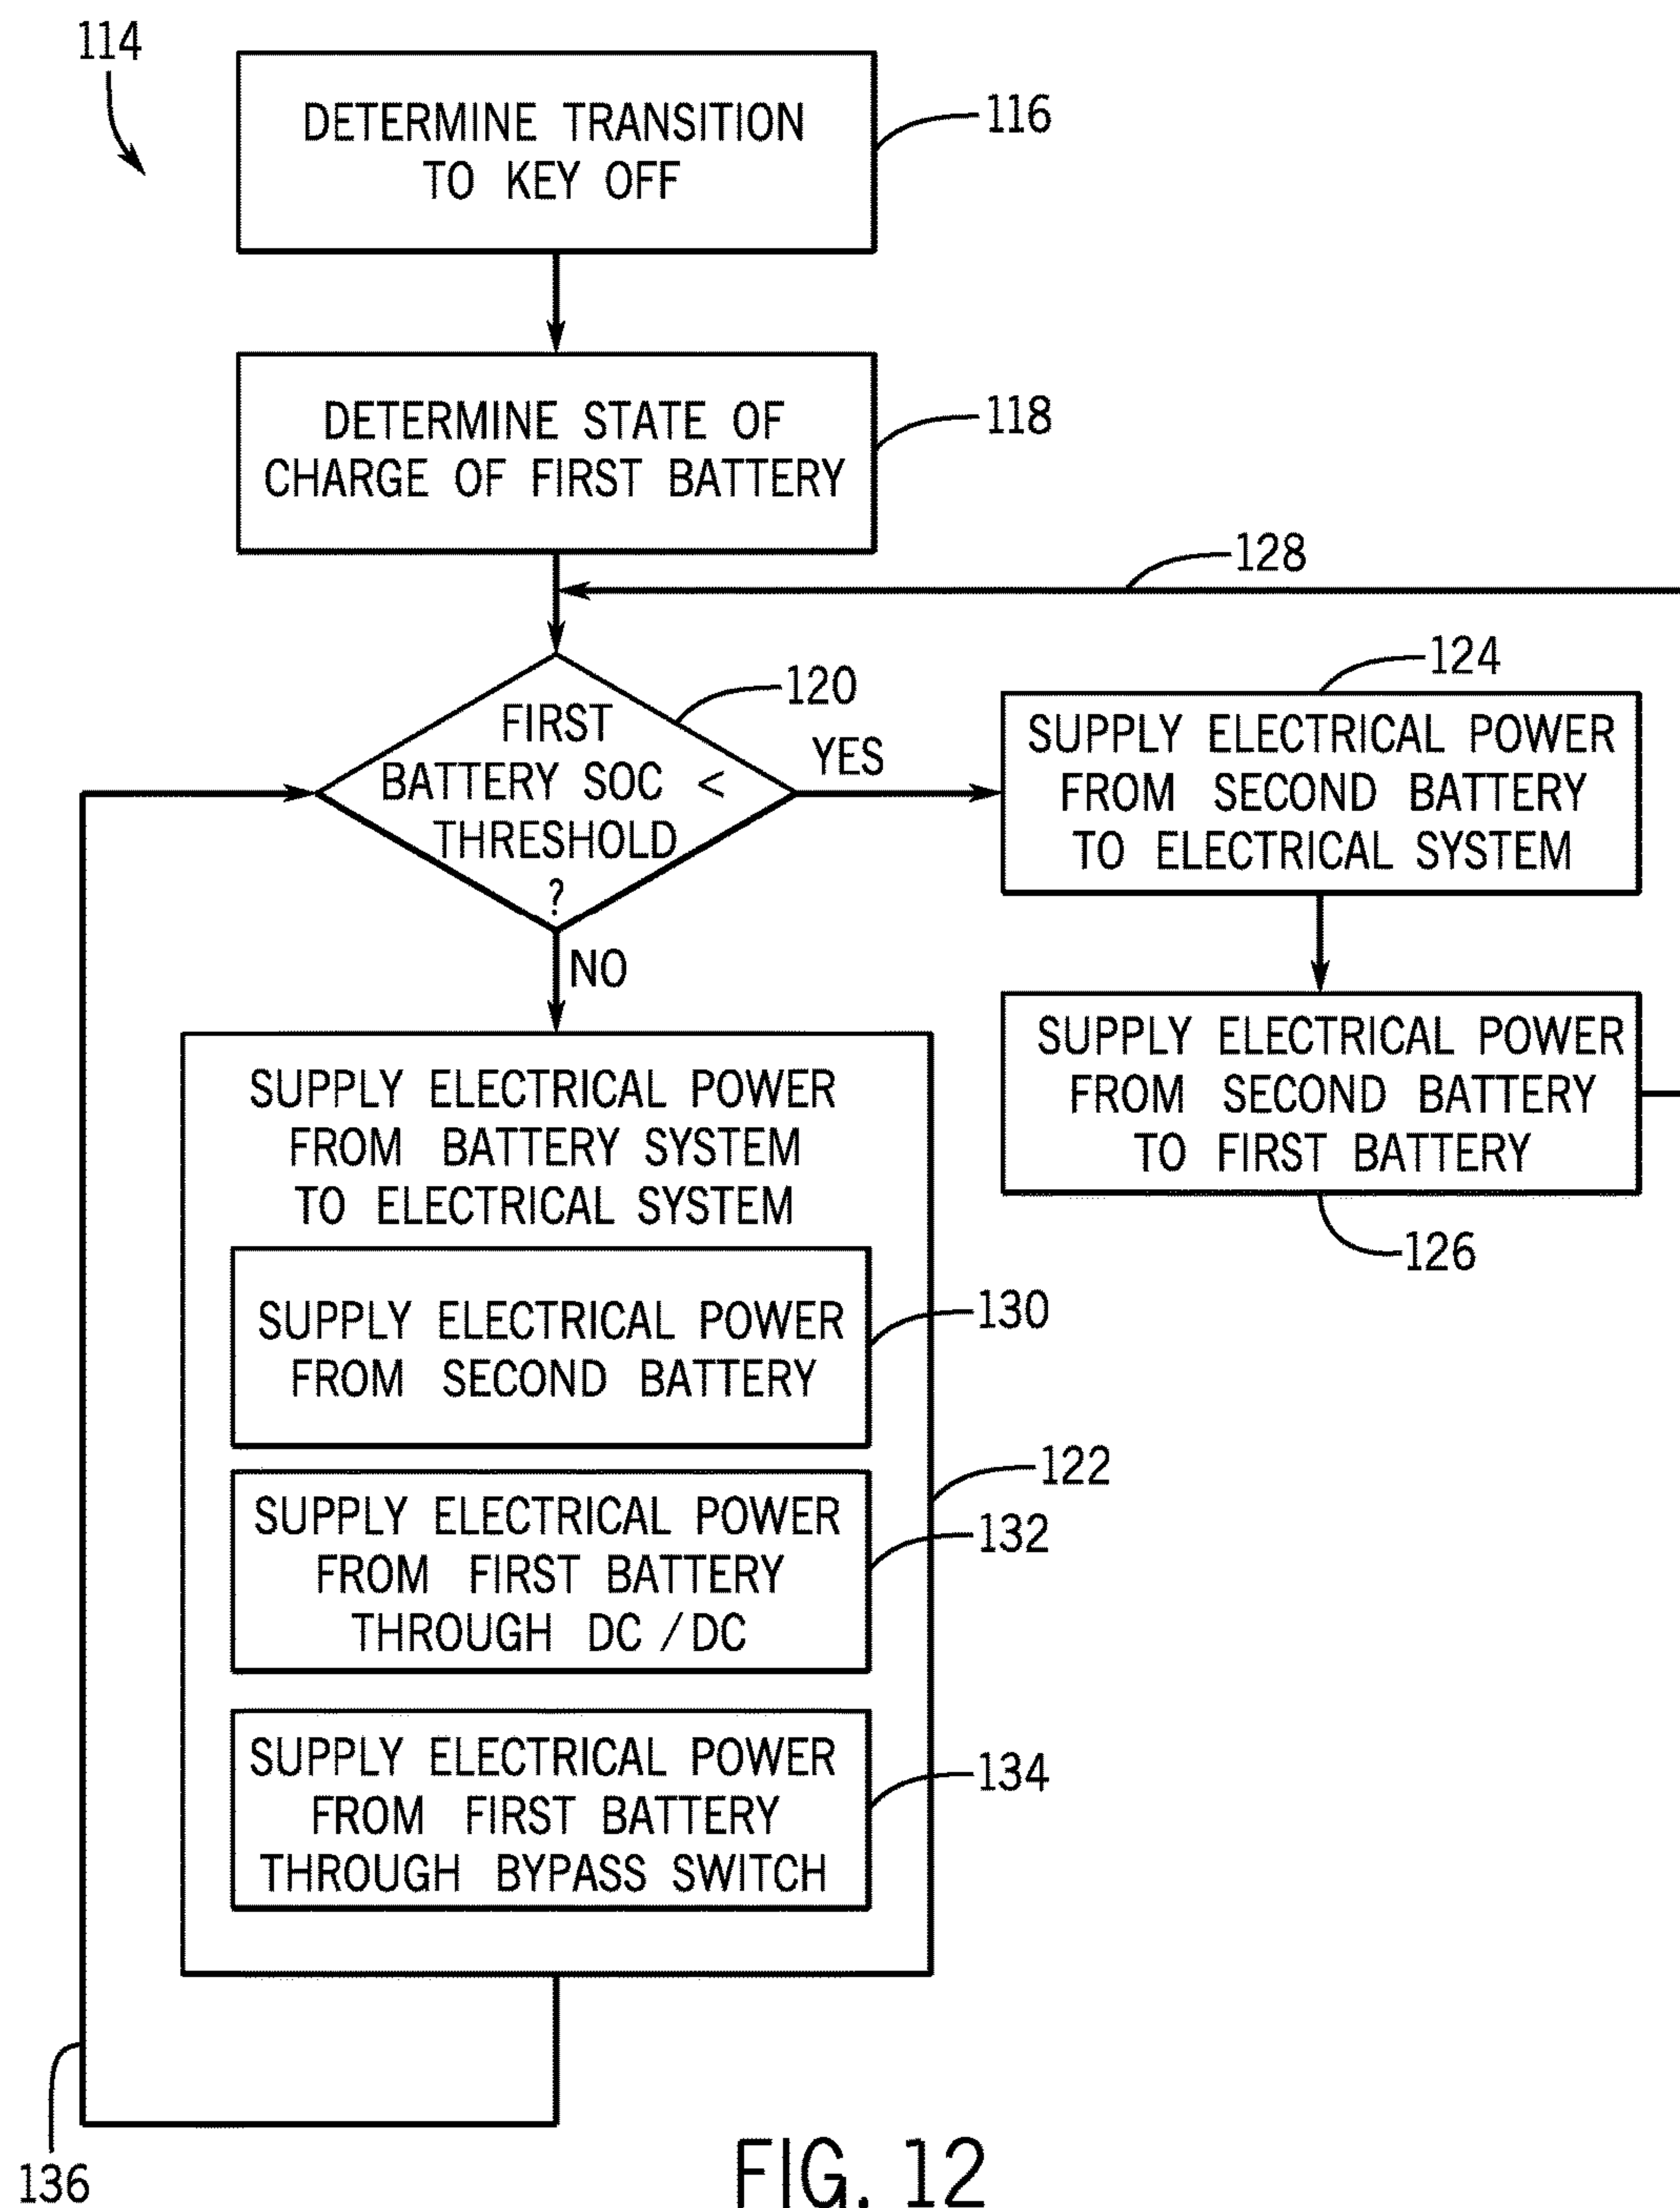 114
DETERMINE TRANSITION
TO KEY OFF
116
DETERMINE STATE OF
CHARGE OF FIRST BATTERY
118
128
FIRST
BATTERY SOC <
THRESHOLD
?
120
YES
NO
124
SUPPLY ELECTRICAL POWER
FROM SECOND BATTERY
TO ELECTRICAL SYSTEM
SUPPLY ELECTRICAL POWER
FROM SECOND BATTERY
TO FIRST BATTERY
126
SUPPLY ELECTRICAL POWER
FROM BATTERY SYSTEM
TO ELECTRICAL SYSTEM
SUPPLY ELECTRICAL POWER
FROM SECOND BATTERY
130
122
SUPPLY ELECTRICAL POWER
FROM FIRST BATTERY
THROUGH DC / DC
132
SUPPLY ELECTRICAL POWER
FROM FIRST BATTERY
THROUGH BYPASS SWITCH
134
136
FIG. 12